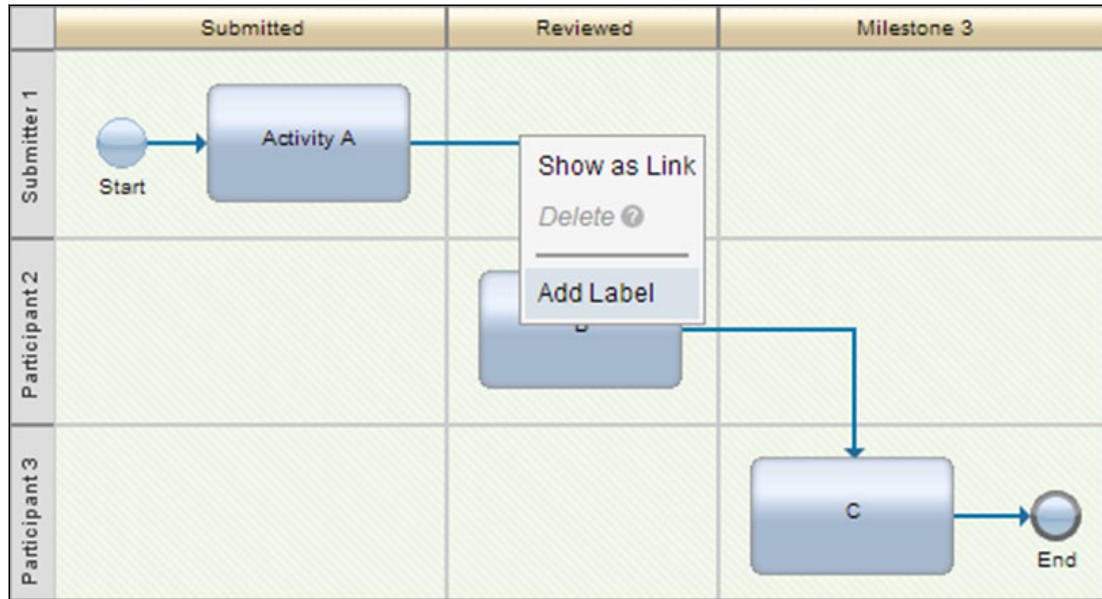 Submitted
Reviewed
Milestone 3
Submitter 1
Start
Activity A
Show as Link
Delete ?
Add Label
Participant 2
Participant 3
C
End